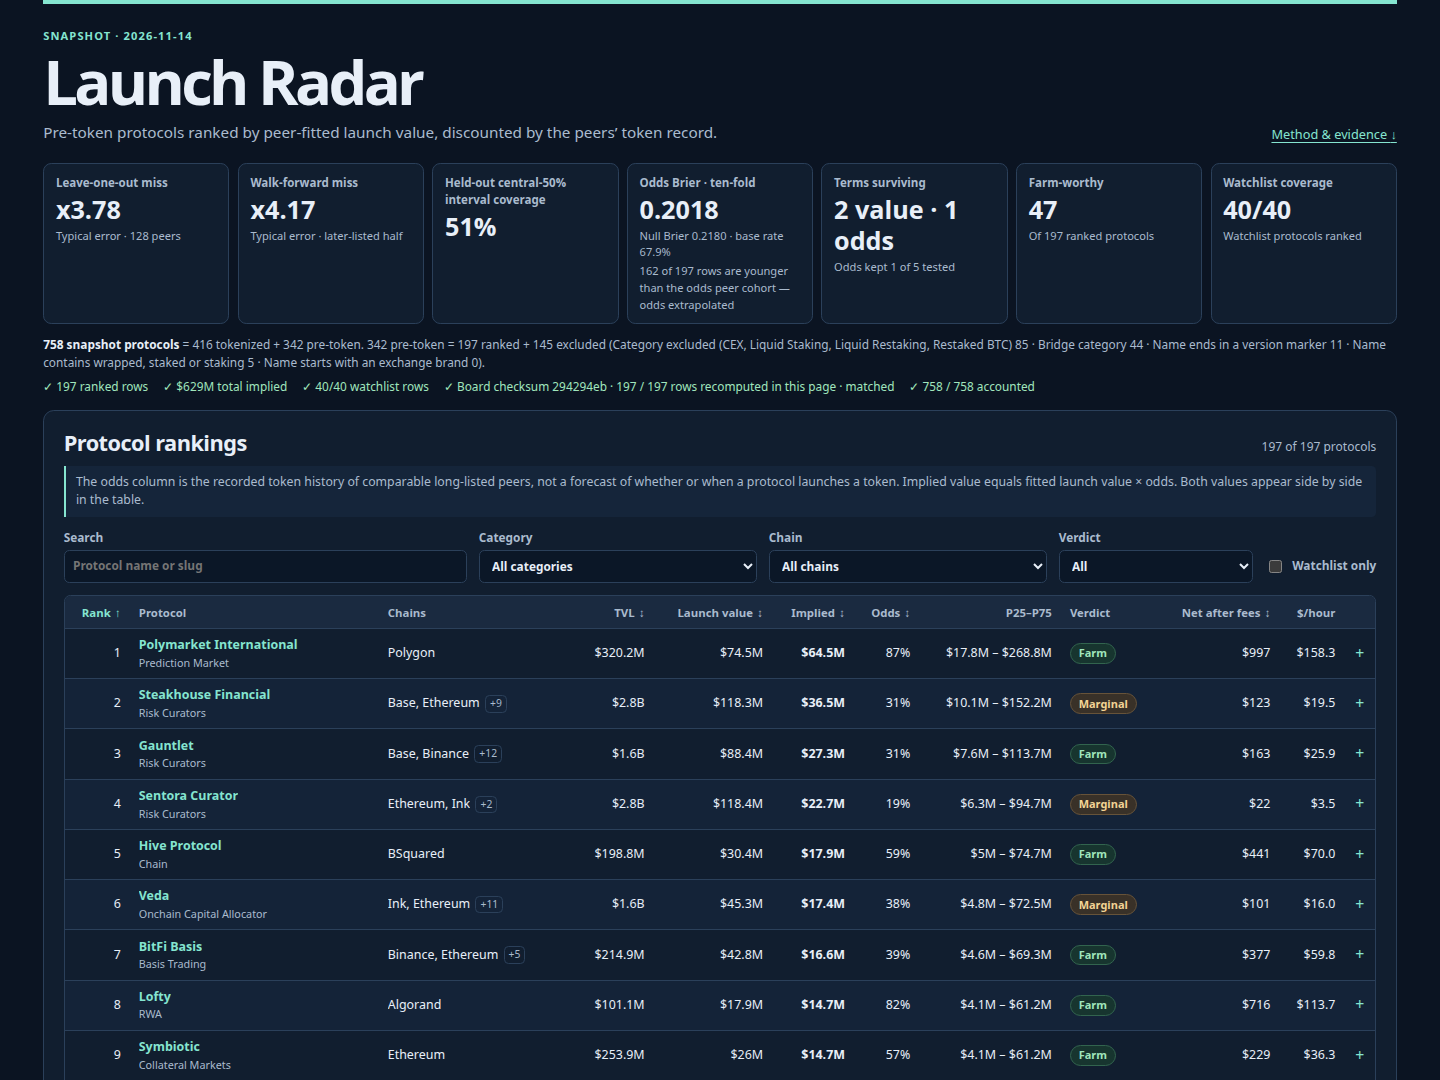 SNAPSHOT · 2026-11-14
Launch Radar
Pre-token protocols ranked by peer-fitted launch value, discounted by the peers’ token record.
Method & evidence ↓
Leave-one-out miss
x3.78
Typical error · 128 peers
Walk-forward miss
x4.17
Typical error · later-listed half
Held-out central-50%
interval coverage
51%
Odds Brier · ten-fold
0.2018
Null Brier 0.2180 · base rate
67.9%
162 of 197 rows are younger
than the odds peer cohort —
odds extrapolated
Terms surviving
2 value · 1
odds
Odds kept 1 of 5 tested
Farm-worthy
47
Of 197 ranked protocols
Watchlist coverage
40/40
Watchlist protocols ranked
758 snapshot protocols = 416 tokenized + 342 pre-token. 342 pre-token = 197 ranked + 145 excluded (Category excluded (CEX, Liquid Staking, Liquid Restaking, Restaked BTC) 85 · Bridge category 44 · Name ends in a version marker 11 · Name
contains wrapped, staked or staking 5 · Name starts with an exchange brand 0).
✓ 197 ranked rows ✓ $629M total implied ✓ 40/40 watchlist rows ✓ Board checksum 294294eb · 197 / 197 rows recomputed in this page · matched ✓ 758 / 758 accounted
Protocol rankings
197 of 197 protocols
The odds column is the recorded token history of comparable long-listed peers, not a forecast of whether or when a protocol launches a token. Implied value equals fitted launch value × odds. Both values appear side by side
in the table.
Search Category Chain Verdict
Protocol name or slug All categories All chains All Watchlist only
Rank ↑ Protocol Chains TVL ↕ Launch value ↕ Implied ↕ Odds ↕ P25–P75 Verdict Net after fees ↕ $/hour
1 Polymarket International Polygon $320.2M $74.5M $64.5M 87% $17.8M – $268.8M Farm $997 $158.3 +
Prediction Market
2 Steakhouse Financial Base, Ethereum +9 $2.8B $118.3M $36.5M 31% $10.1M – $152.2M Marginal $123 $19.5 +
Risk Curators
3 Gauntlet Base, Binance +12 $1.6B $88.4M $27.3M 31% $7.6M – $113.7M Farm $163 $25.9 +
Risk Curators
4 Sentora Curator Ethereum, Ink +2 $2.8B $118.4M $22.7M 19% $6.3M – $94.7M Marginal $22 $3.5 +
Risk Curators
5 Hive Protocol BSquared $198.8M $30.4M $17.9M 59% $5M – $74.7M Farm $441 $70.0 +
Chain
6 Veda Ink, Ethereum +11 $1.6B $45.3M $17.4M 38% $4.8M – $72.5M Marginal $101 $16.0 +
Onchain Capital Allocator
7 BitFi Basis Binance, Ethereum +5 $214.9M $42.8M $16.6M 39% $4.6M – $69.3M Farm $377 $59.8 +
Basis Trading
8 Lofty Algorand $101.1M $17.9M $14.7M 82% $4.1M – $61.2M Farm $716 $113.7 +
RWA
9 Symbiotic Ethereum $253.9M $26M $14.7M 57% $4.1M – $61.2M Farm $229 $36.3 +
Collateral Markets